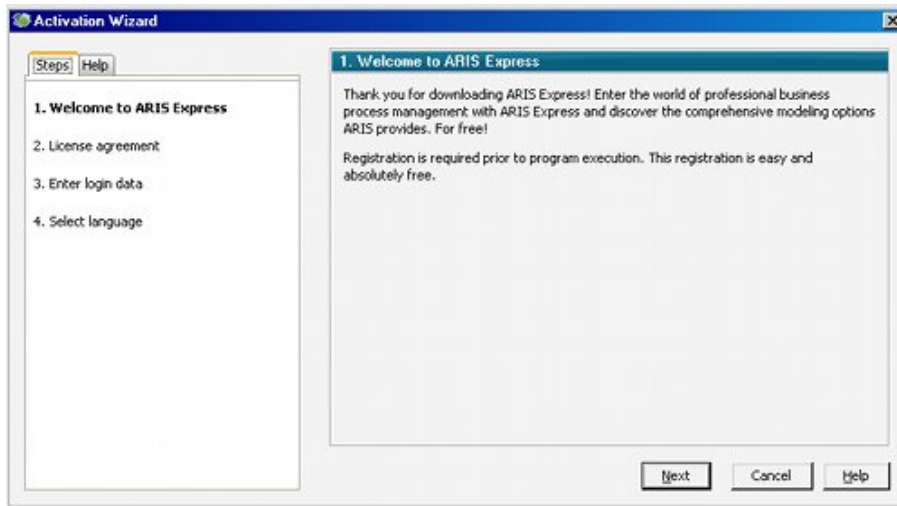 Activation Wizard
Steps Help
1. Welcome to ARIS Express
2. License agreement
3. Enter login data
4. Select language
1. Welcome to ARIS Express
Thank you for downloading ARIS Express! Enter the world of professional business
process management with ARIS Express and discover the comprehensive modeling options
ARIS provides. For free!
Registration is required prior to program execution. This registration is easy and
absolutely free.
Next Cancel Help